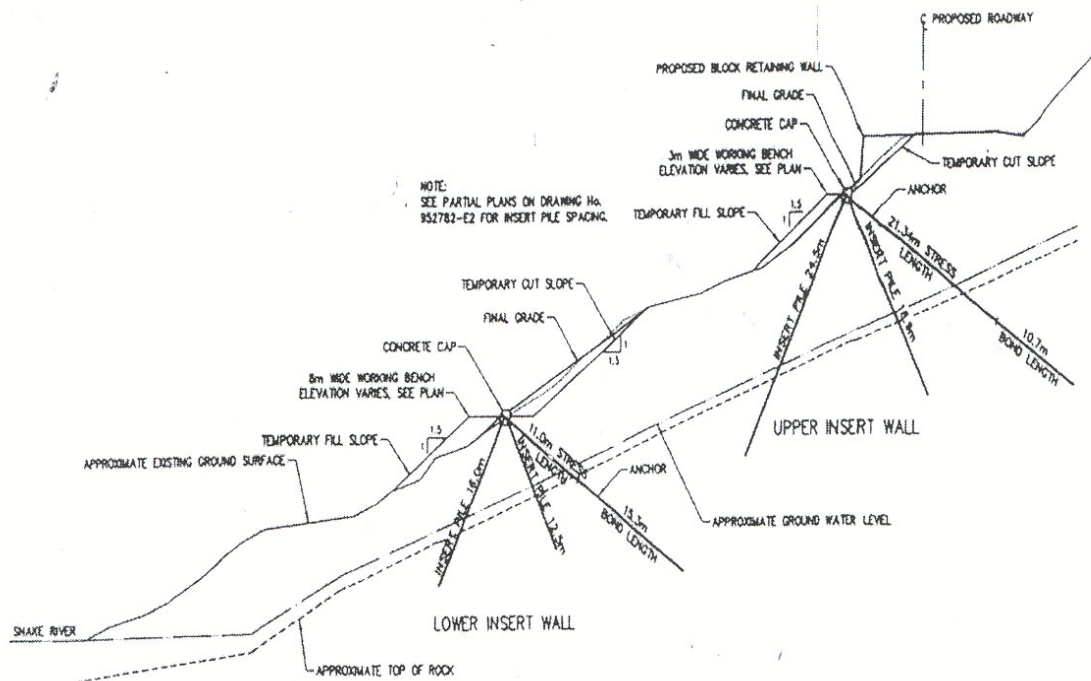 ℄ PROPOSED ROADWAY
PROPOSED BLOCK RETAINING WALL
FINAL GRADE
CONCRETE CAP
3m WIDE WORKING BENCH
ELEVATION VARIES, SEE PLAN
TEMPORARY CUT SLOPE
ANCHOR
NOTE:
SEE PARTIAL PLANS ON DRAWING No.
952782-E2 FOR INSERT PILE SPACING.
TEMPORARY FILL SLOPE
1.5
1
21.34m STRESS
LENGTH
INSERT PILE 24.5m
INSERT PILE
10.7m
BOND LENGTH
UPPER INSERT WALL
TEMPORARY CUT SLOPE
FINAL GRADE
1
1.5
CONCRETE CAP
WIDE WORKING BENCH
ELEVATION VARIES, SEE PLAN
1.5
1
TEMPORARY FILL SLOPE
APPROXIMATE EXISTING GROUND SURFACE
11.0m STRESS
LENGTH
INSERT PILE 16.0m
INSERT PILE 12.5m
ANCHOR
BOND LENGTH
APPROXIMATE GROUND WATER LEVEL
LOWER INSERT WALL
SNAKE RIVER
APPROXIMATE TOP OF ROCK